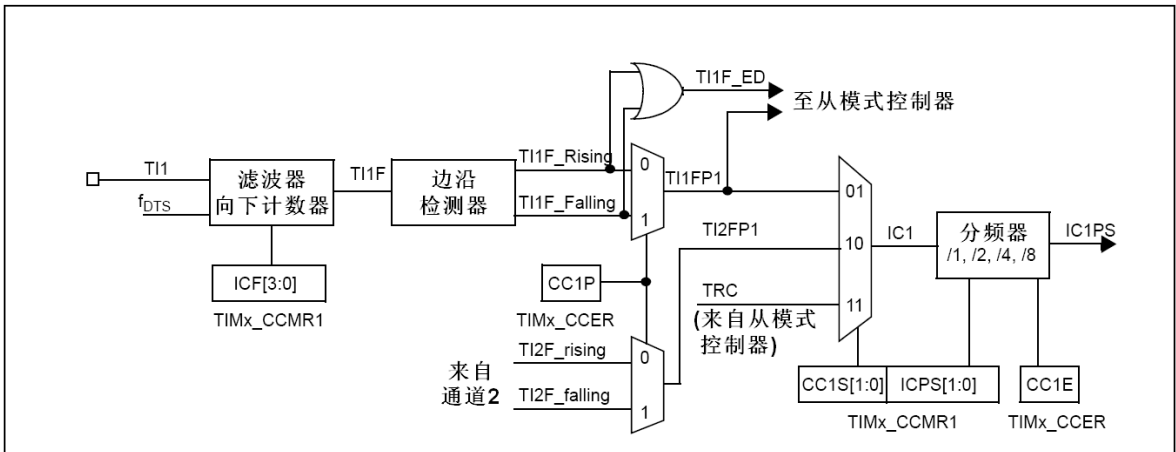 TI1F_ED
至从模式控制器
TI1
f_DTS
滤波器
向下计数器
TI1F
边沿
检测器
TI1F_Rising
TI1F_Falling
0
1
TI1FP1
TI2FP1
01
10
11
IC1
分频器
/1, /2, /4, /8
IC1PS
ICF[3:0]
TIMx_CCMR1
CC1P
TIMx_CCER
TRC
(来自从模式
控制器)
来自
通道2
TI2F_rising
TI2F_falling
0
1
CC1S[1:0]
ICPS[1:0]
CC1E
TIMx_CCMR1
TIMx_CCER